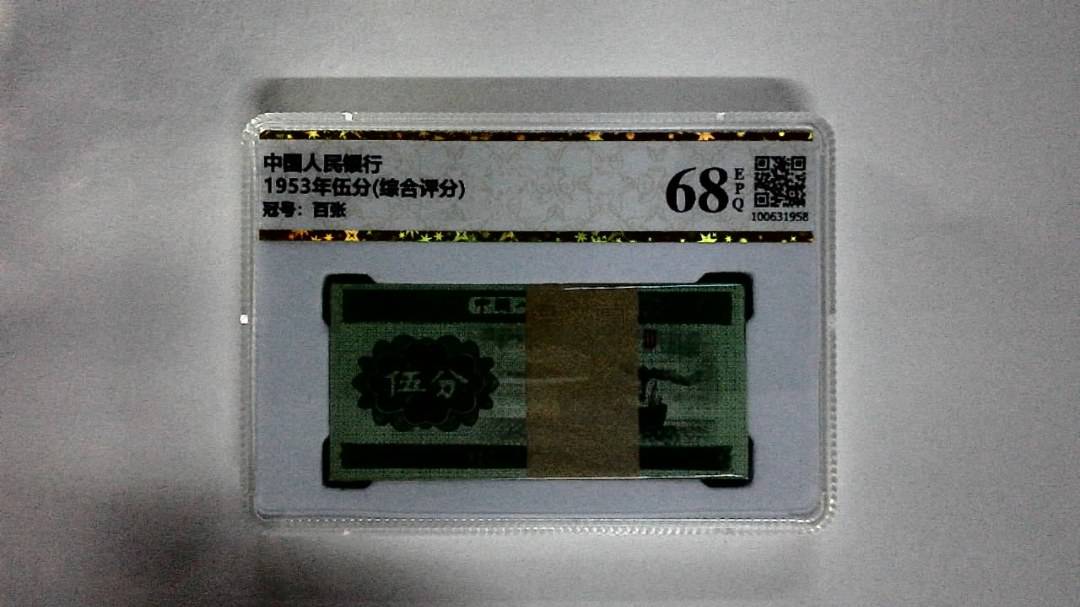 中国人民银行
1953年伍分(综合评分)
冠号：百张
68
EPQ
100631958
伍分